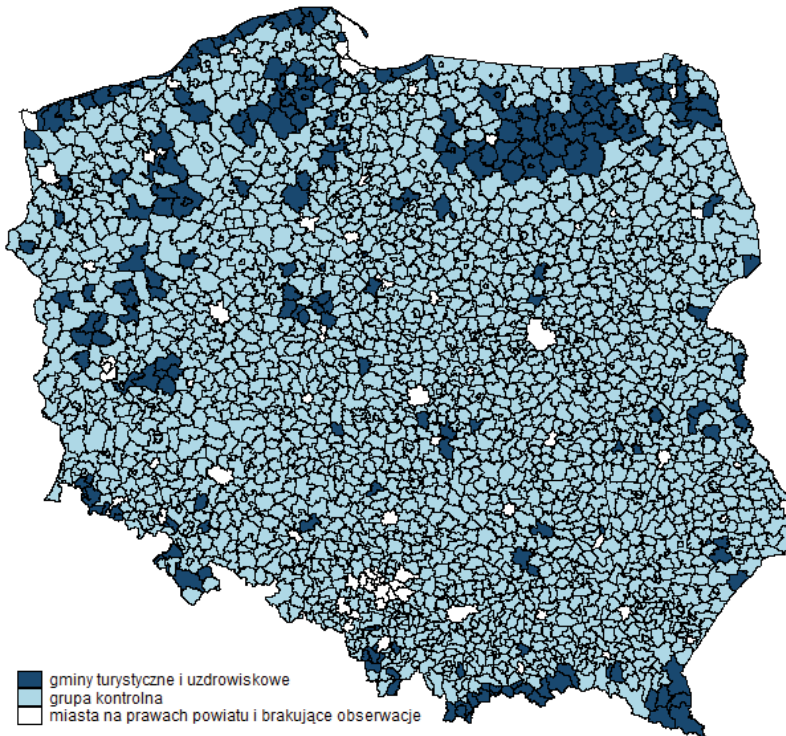 gminy turystyczne i uzdrowiskowe
grupa kontrolna
miasta na prawach powiatu i brakujące obserwacje